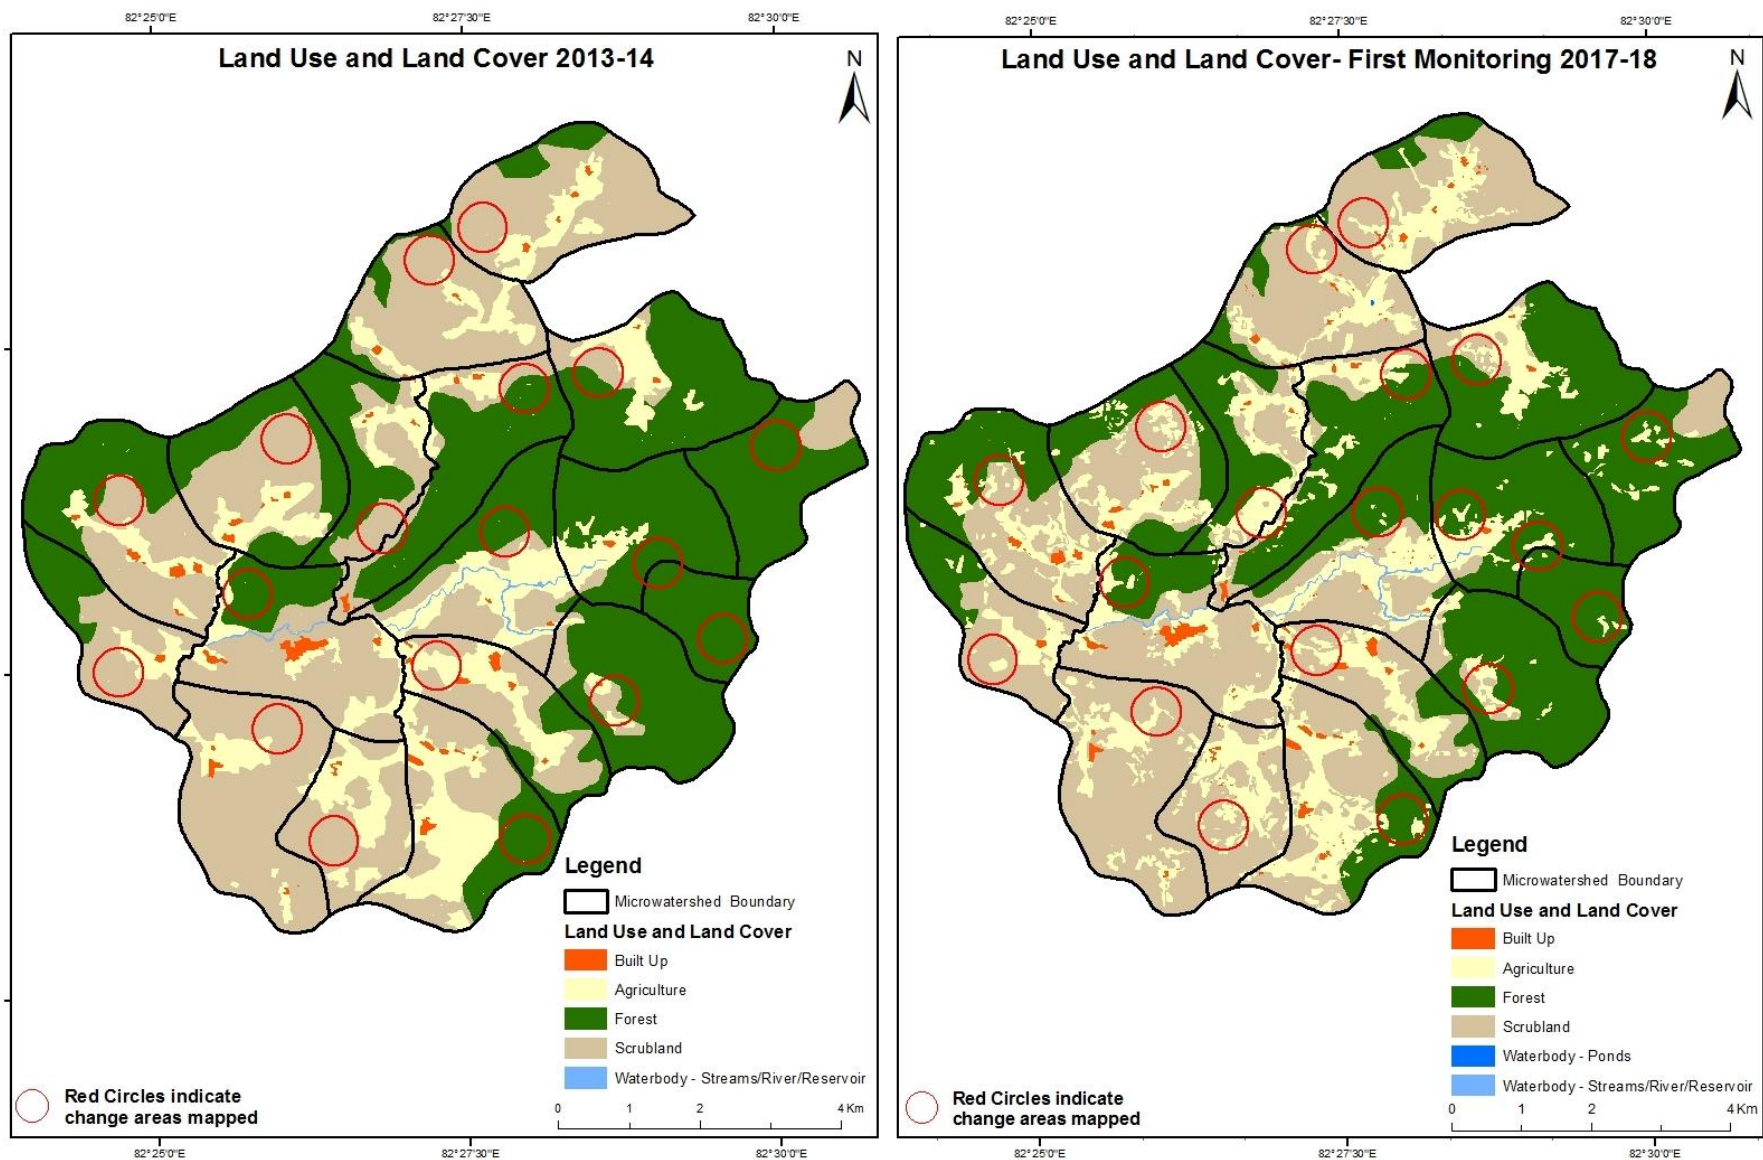 82°25'0"E 82°27'30"E 82°30'0"E
Land Use and Land Cover 2013-14
N
Legend
Microwatershed Boundary
Land Use and Land Cover
Built Up
Agriculture
Forest
Scrubland
Waterbody - Streams/River/Reservoir
Red Circles indicate
change areas mapped
0 1 2 4 Km
82°25'0"E 82°27'30"E 82°30'0"E
82°25'0"E 82°27'30"E 82°30'0"E
Land Use and Land Cover- First Monitoring 2017-18
N
Legend
Microwatershed Boundary
Land Use and Land Cover
Built Up
Agriculture
Forest
Scrubland
Waterbody - Ponds
Waterbody - Streams/River/Reservoir
Red Circles indicate
change areas mapped
0 1 2 4 Km
82°25'0"E 82°27'30"E 82°30'0"E